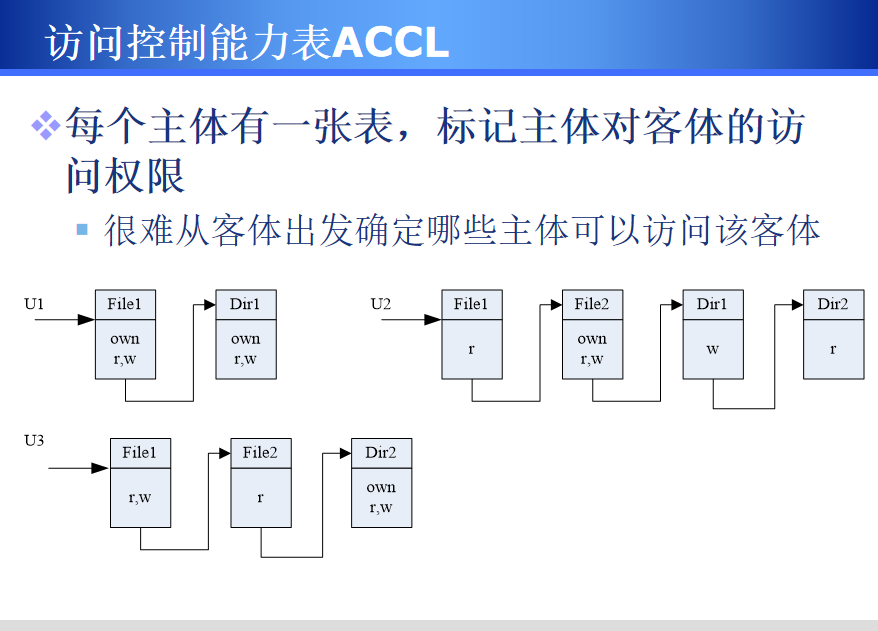 访问控制能力表ACCL
每个主体有一张表，标记主体对客体的访
问权限
很难从客体出发确定哪些主体可以访问该客体
U1
File1
own
r,w
Dir1
own
r,w
U2
File1
r
File2
own
r,w
Dir1
w
Dir2
r
U3
File1
r,w
File2
r
Dir2
own
r,w